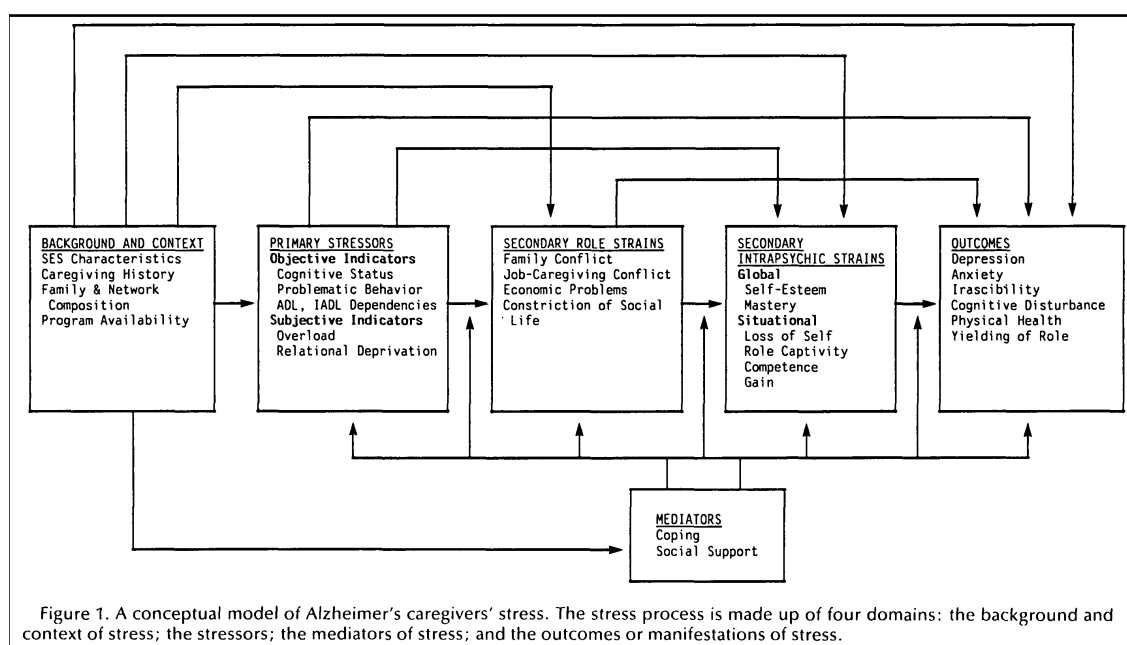 BACKGROUND AND CONTEXT
SES Characteristics
Caregiving History
Family & Network
Composition
Program Availability
PRIMARY STRESSORS
Objective Indicators
Cognitive Status
Problematic Behavior
ADL, IADL Dependencies
Subjective Indicators
Overload
Relational Deprivation
SECONDARY ROLE STRAINS
Family Conflict
Job-Caregiving Conflict
Economic Problems
Constriction of Social
Life
SECONDARY
INTRAPSYCHIC STRAINS
Global
Self-Esteem
Mastery
Situational
Loss of Self
Role Captivity
Competence
Gain
OUTCOMES
Depression
Anxiety
Irascibility
Cognitive Disturbance
Physical Health
Yielding of Role
MEDIATORS
Coping
Social Support
Figure 1. A conceptual model of Alzheimer's caregivers' stress. The stress process is made up of four domains: the background and
context of stress; the stressors; the mediators of stress; and the outcomes or manifestations of stress.